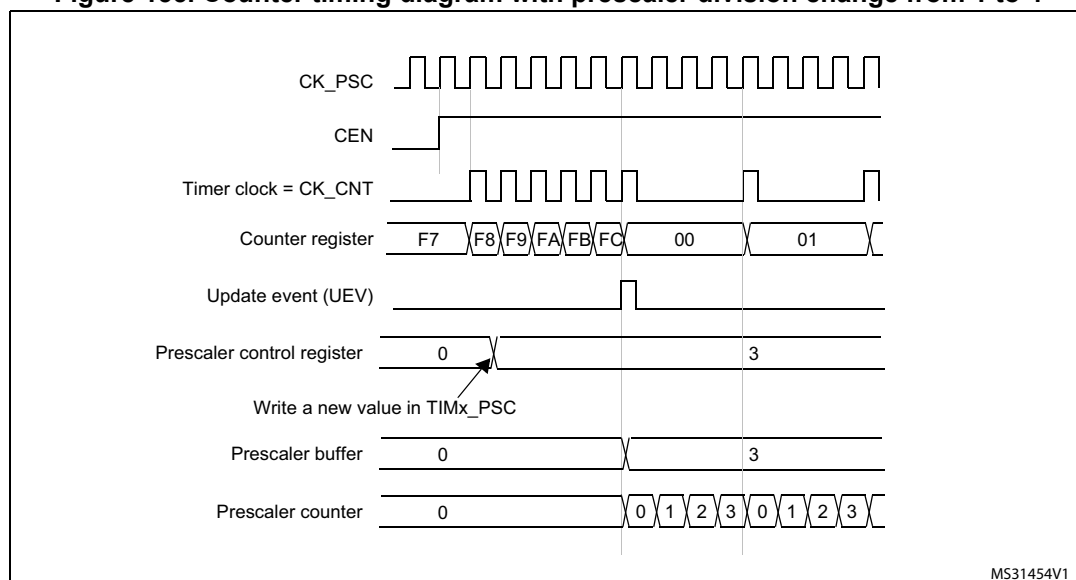 Counter timing diagram with prescaler division change from 1 to 4
CK_PSC
CEN
Timer clock = CK_CNT
Counter register F7 F8 F9 FA FB FC 00 01
Update event (UEV)
Prescaler control register 0 3
Write a new value in TIMx_PSC
Prescaler buffer 0 3
Prescaler counter 0 0 1 2 3 0 1 2 3
MS31454V1